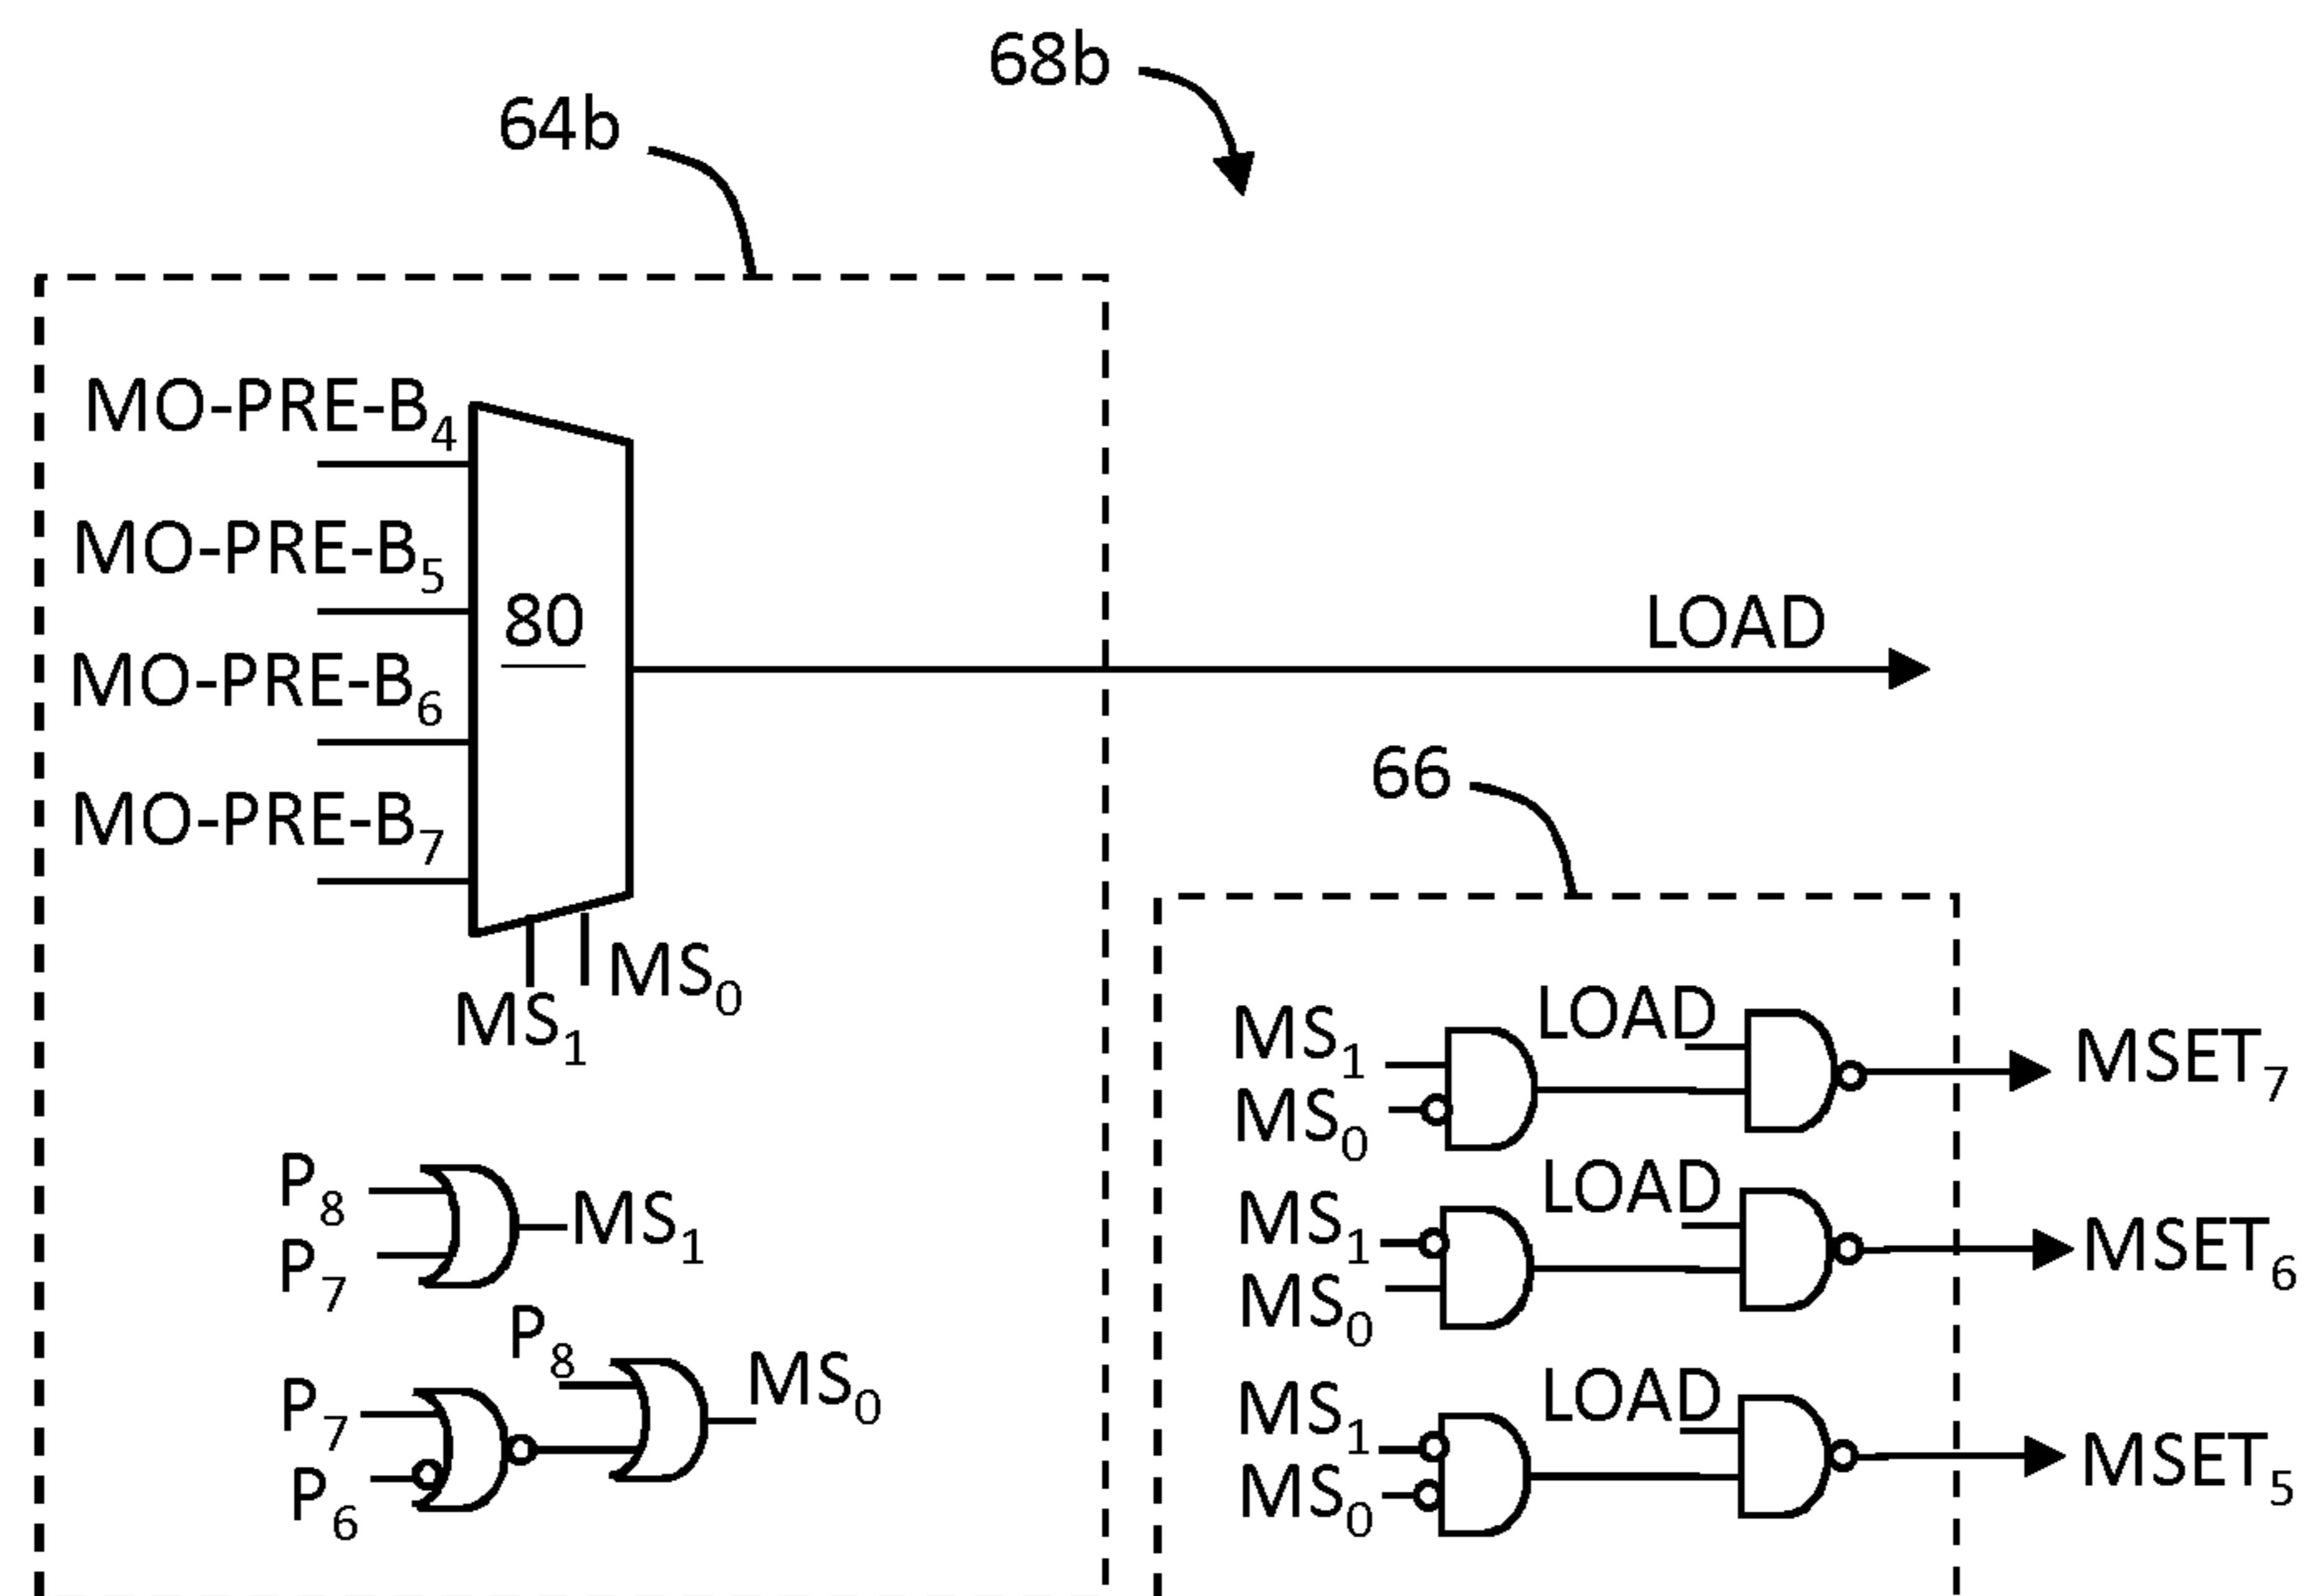 68b
64b
MO-PRE-B₄
MO-PRE-B₅
80
LOAD
MO-PRE-B₆
66
MO-PRE-B₇
MS₀
MS₁
LOAD
MS₁
MSET₇
MS₀
P₈
LOAD
MS₁
MS₁
MSET₆
P₇
MS₀
P₈
LOAD
MS₀
MS₁
P₇
MSET₅
MS₀
P₆